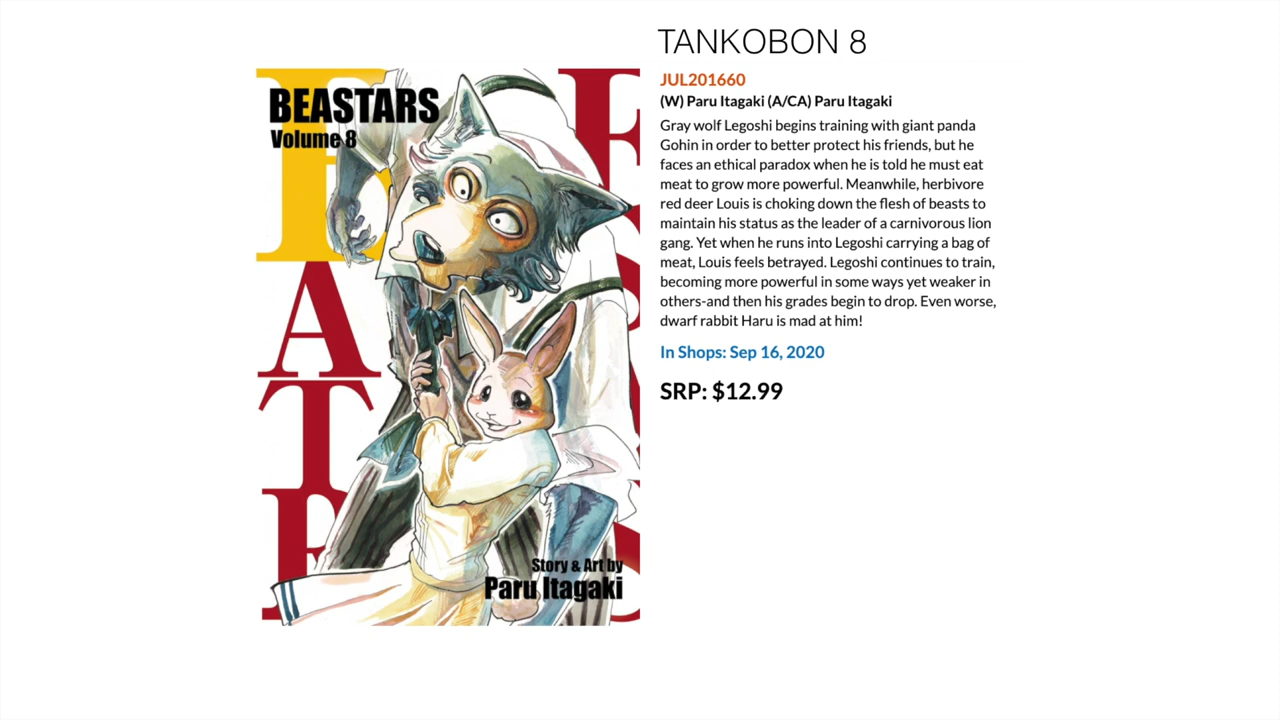 TANKOBON 8
BEASTARS
Volume 8
Story & Art by
Paru Itagaki
JUL201660
(W) Paru Itagaki (A/CA) Paru Itagaki
Gray wolf Legoshi begins training with giant panda
Gohin in order to better protect his friends, but he
faces an ethical paradox when he is told he must eat
meat to grow more powerful. Meanwhile, herbivore
red deer Louis is choking down the flesh of beasts to
maintain his status as the leader of a carnivorous lion
gang. Yet when he runs into Legoshi carrying a bag of
meat, Louis feels betrayed. Legoshi continues to train,
becoming more powerful in some ways yet weaker in
others-and then his grades begin to drop. Even worse,
dwarf rabbit Haru is mad at him!
In Shops: Sep 16, 2020
SRP: $12.99